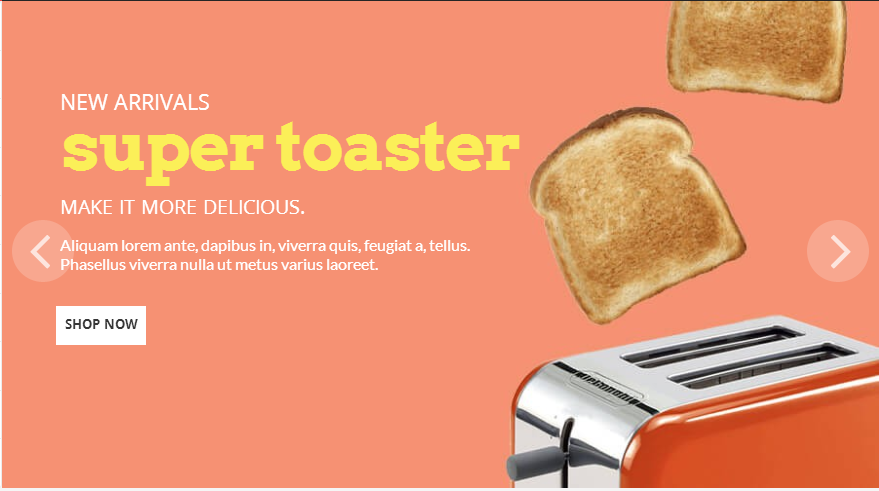 NEW ARRIVALS
super toaster
MAKE IT MORE DELICIOUS.
Aliquam lorem ante, dapibus in, viverra quis, feugiat a, tellus.
Phasellus viverra nulla ut metus varius laoreet.
SHOP NOW